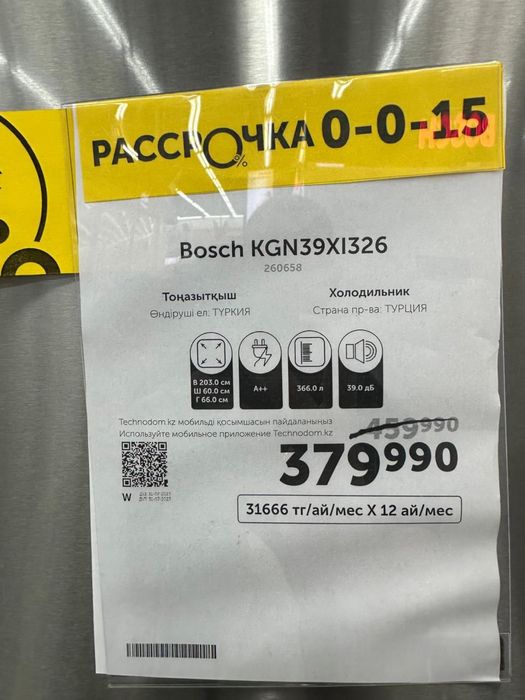 РАССРОЧКА 0-0-15
%
BOSCH
Bosch KGN39XI326
260658
Тоңазытқыш
Өндіруші ел: ТҮРКИЯ
Холодильник
Страна пр-ва: ТУРЦИЯ
В 203.0 см
Ш 60.0 см
Г 66.0 см
A++
366.0 л
39.0 дБ
Technodom.kz мобильді қосымшасын пайдаланыңыз
Используйте мобильное приложение Technodom.kz
459990
379990
W
31666 тг/ай/мес X 12 ай/мес